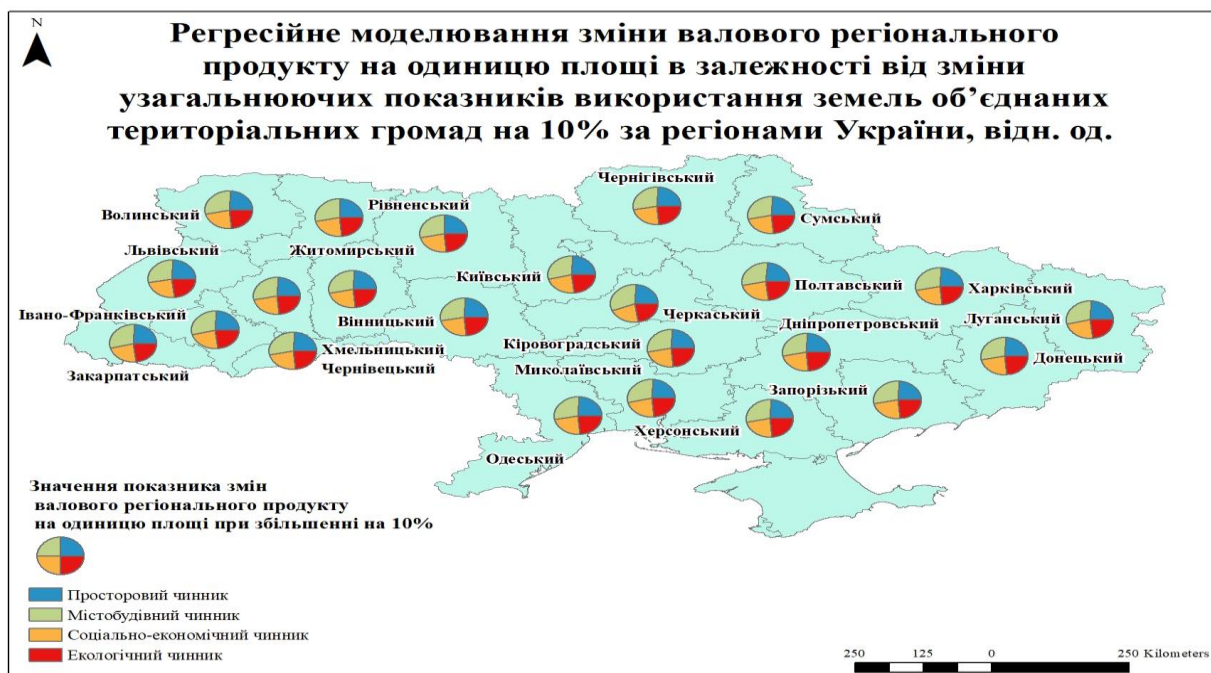 N
Регресійне моделювання зміни валового регіонального
продукту на одиницю площі в залежності від зміни
узагальнюючих показників використання земель об’єднаних
територіальних громад на 10% за регіонами України, відн. од.
Чернігівський
Волинський
Рівненський
Сумський
Львівський
Житомирський
Київський
Полтавський
Харківський
Івано-Франківський
Вінницький
Черкаський
Дніпропетровський
Луганський
Кіровоградський
Хмельницький
Чернівецький
Донецький
Закарпатський
Миколаївський
Запорізький
Херсонський
Одеський
Значення показника змін
валового регіонального продукту
на одиницю площі при збільшенні на 10%
Просторовий чинник
Містобудівний чинник
Соціально-економічний чинник
Екологічний чинник
250 125 0 250 Kilometers